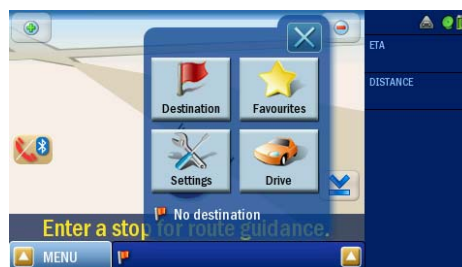 ETA
DISTANCE
Destination
Favourites
Settings
Drive
No destination
Enter a stop for route guidance.
MENU